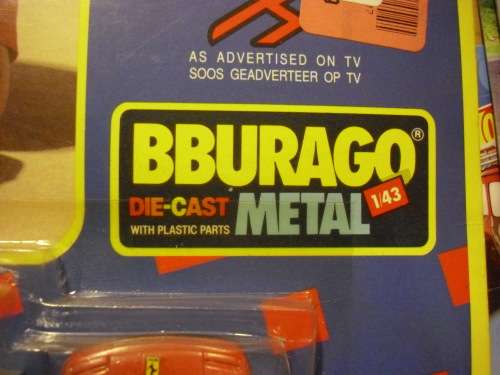 AS ADVERTISED ON TV
SOOS GEADVERTEER OP TV
BBURAGO®
DIE-CAST METAL 1/43
WITH PLASTIC PARTS